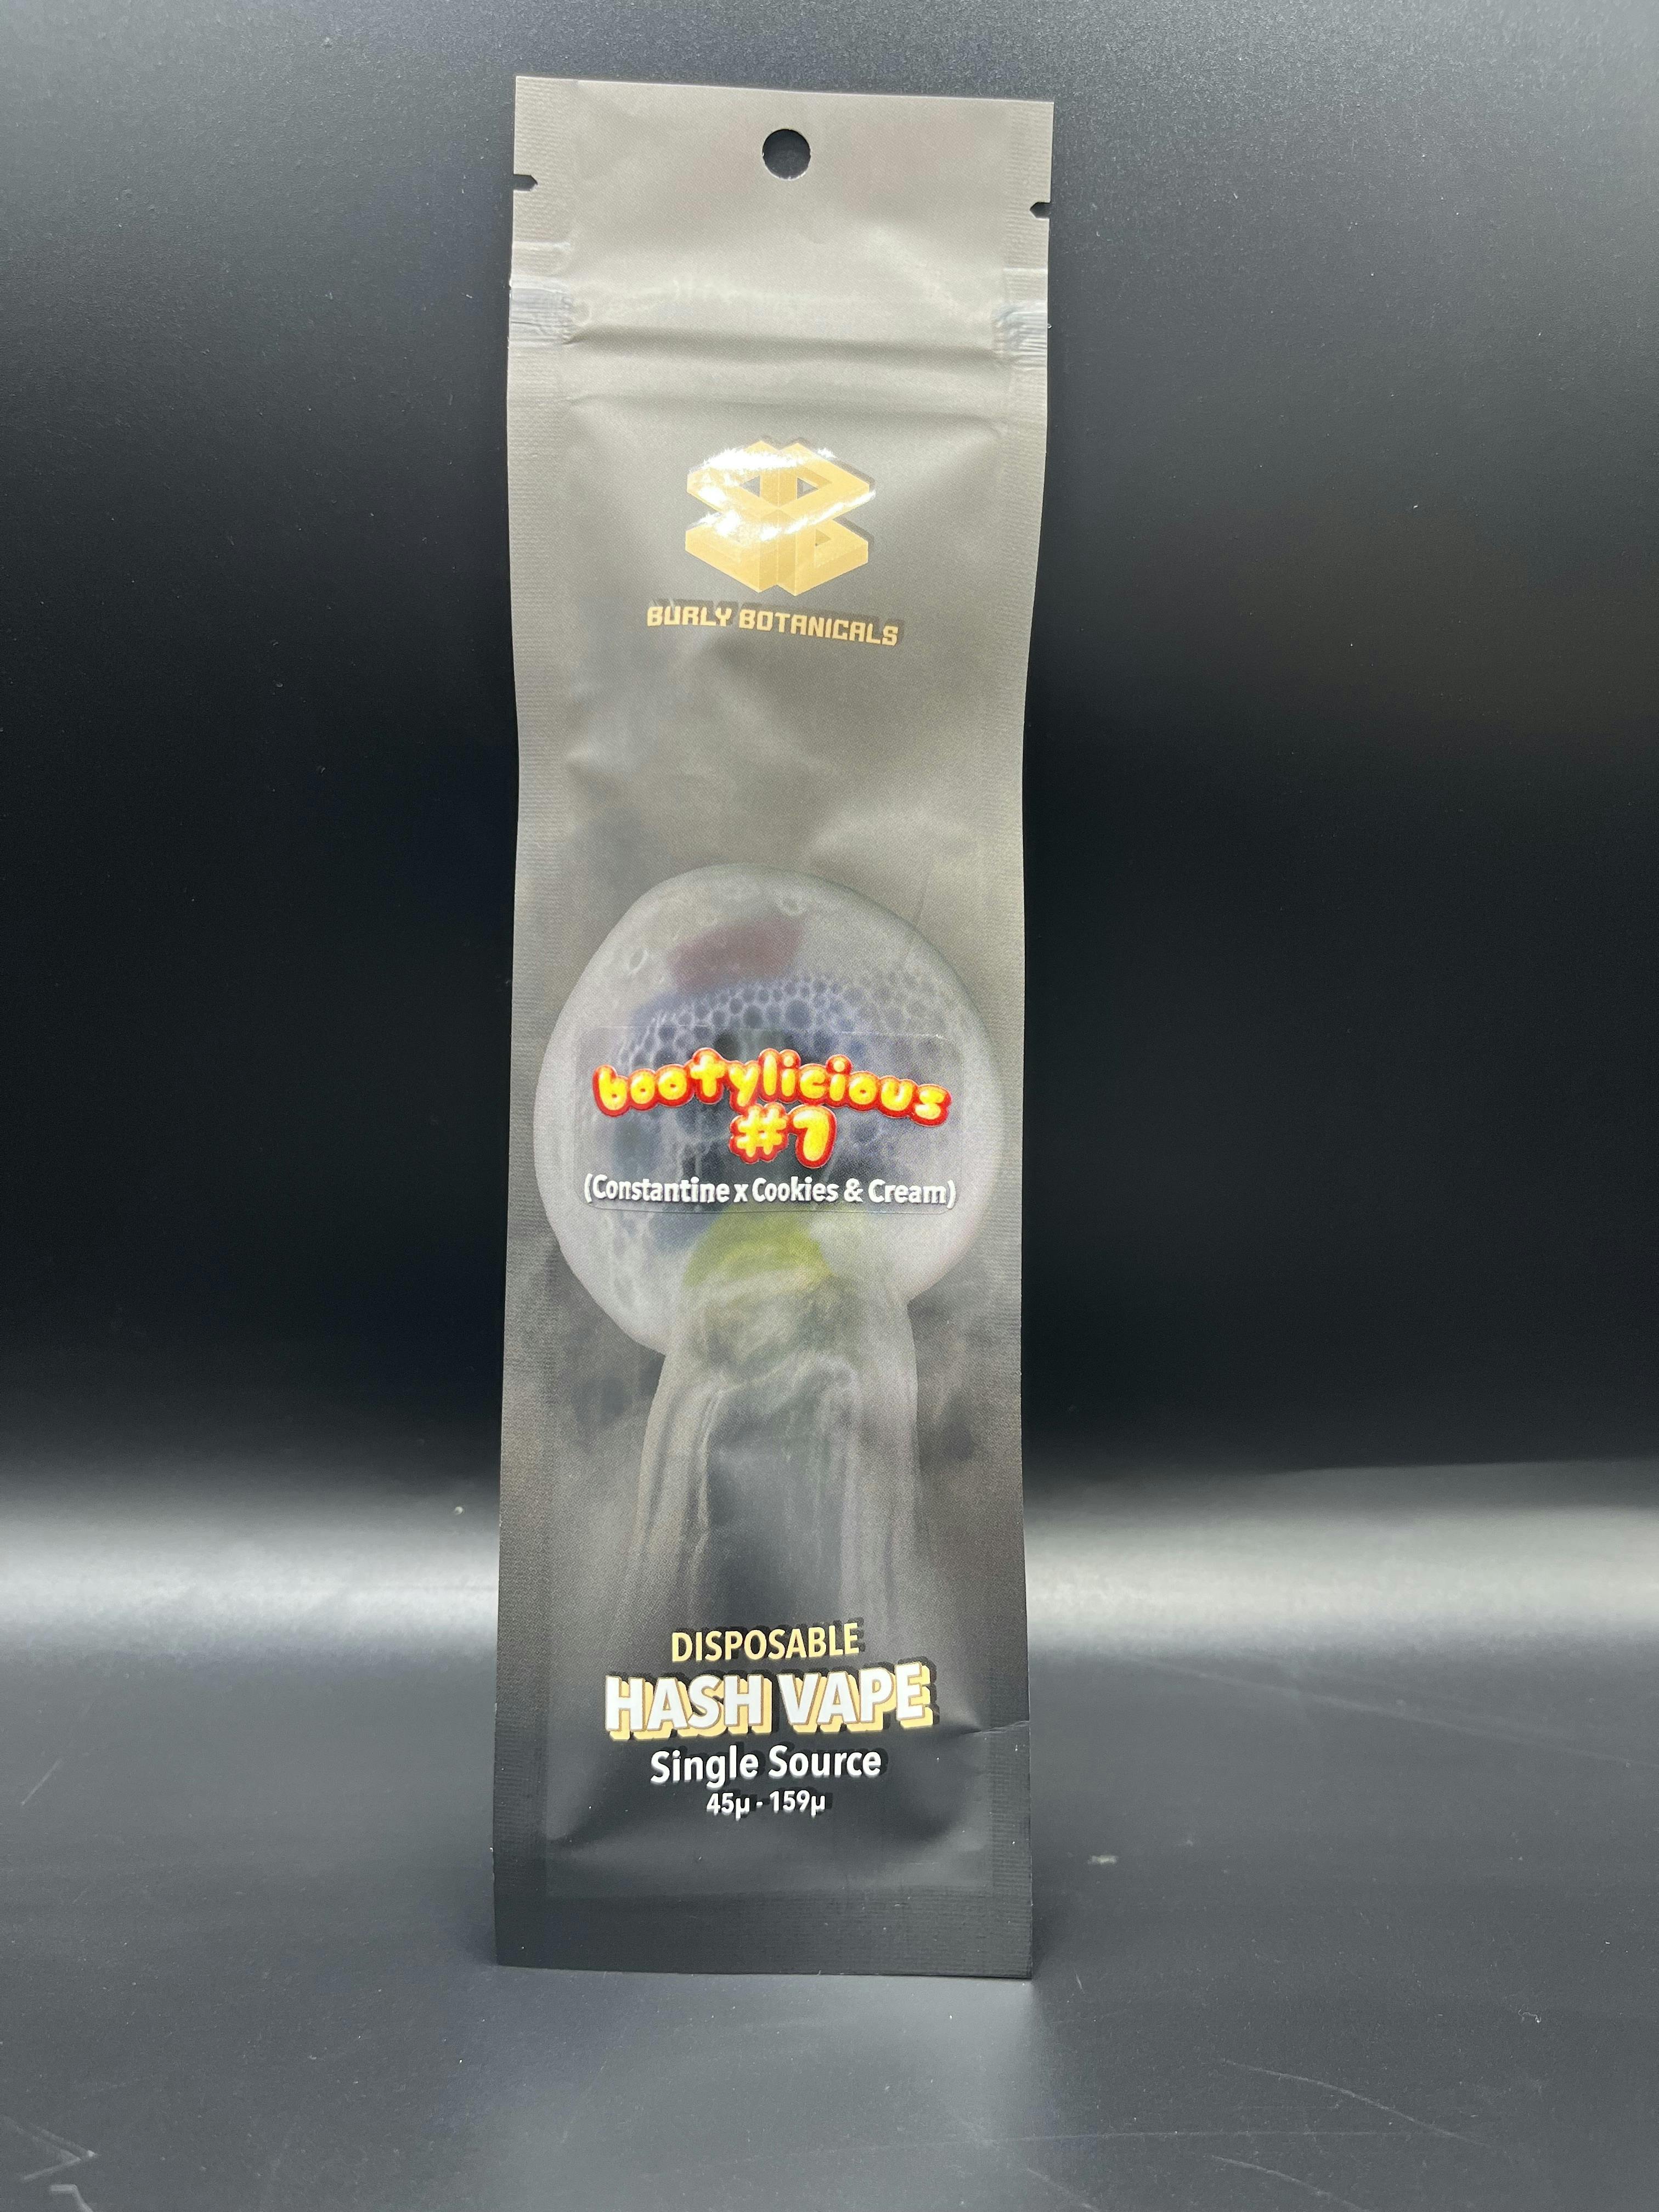 BURLY BOTANICALS
bootylicious
#1
(Constantine x Cookies & Cream)
DISPOSABLE
HASH VAPE
Single Source
45µ - 159µ